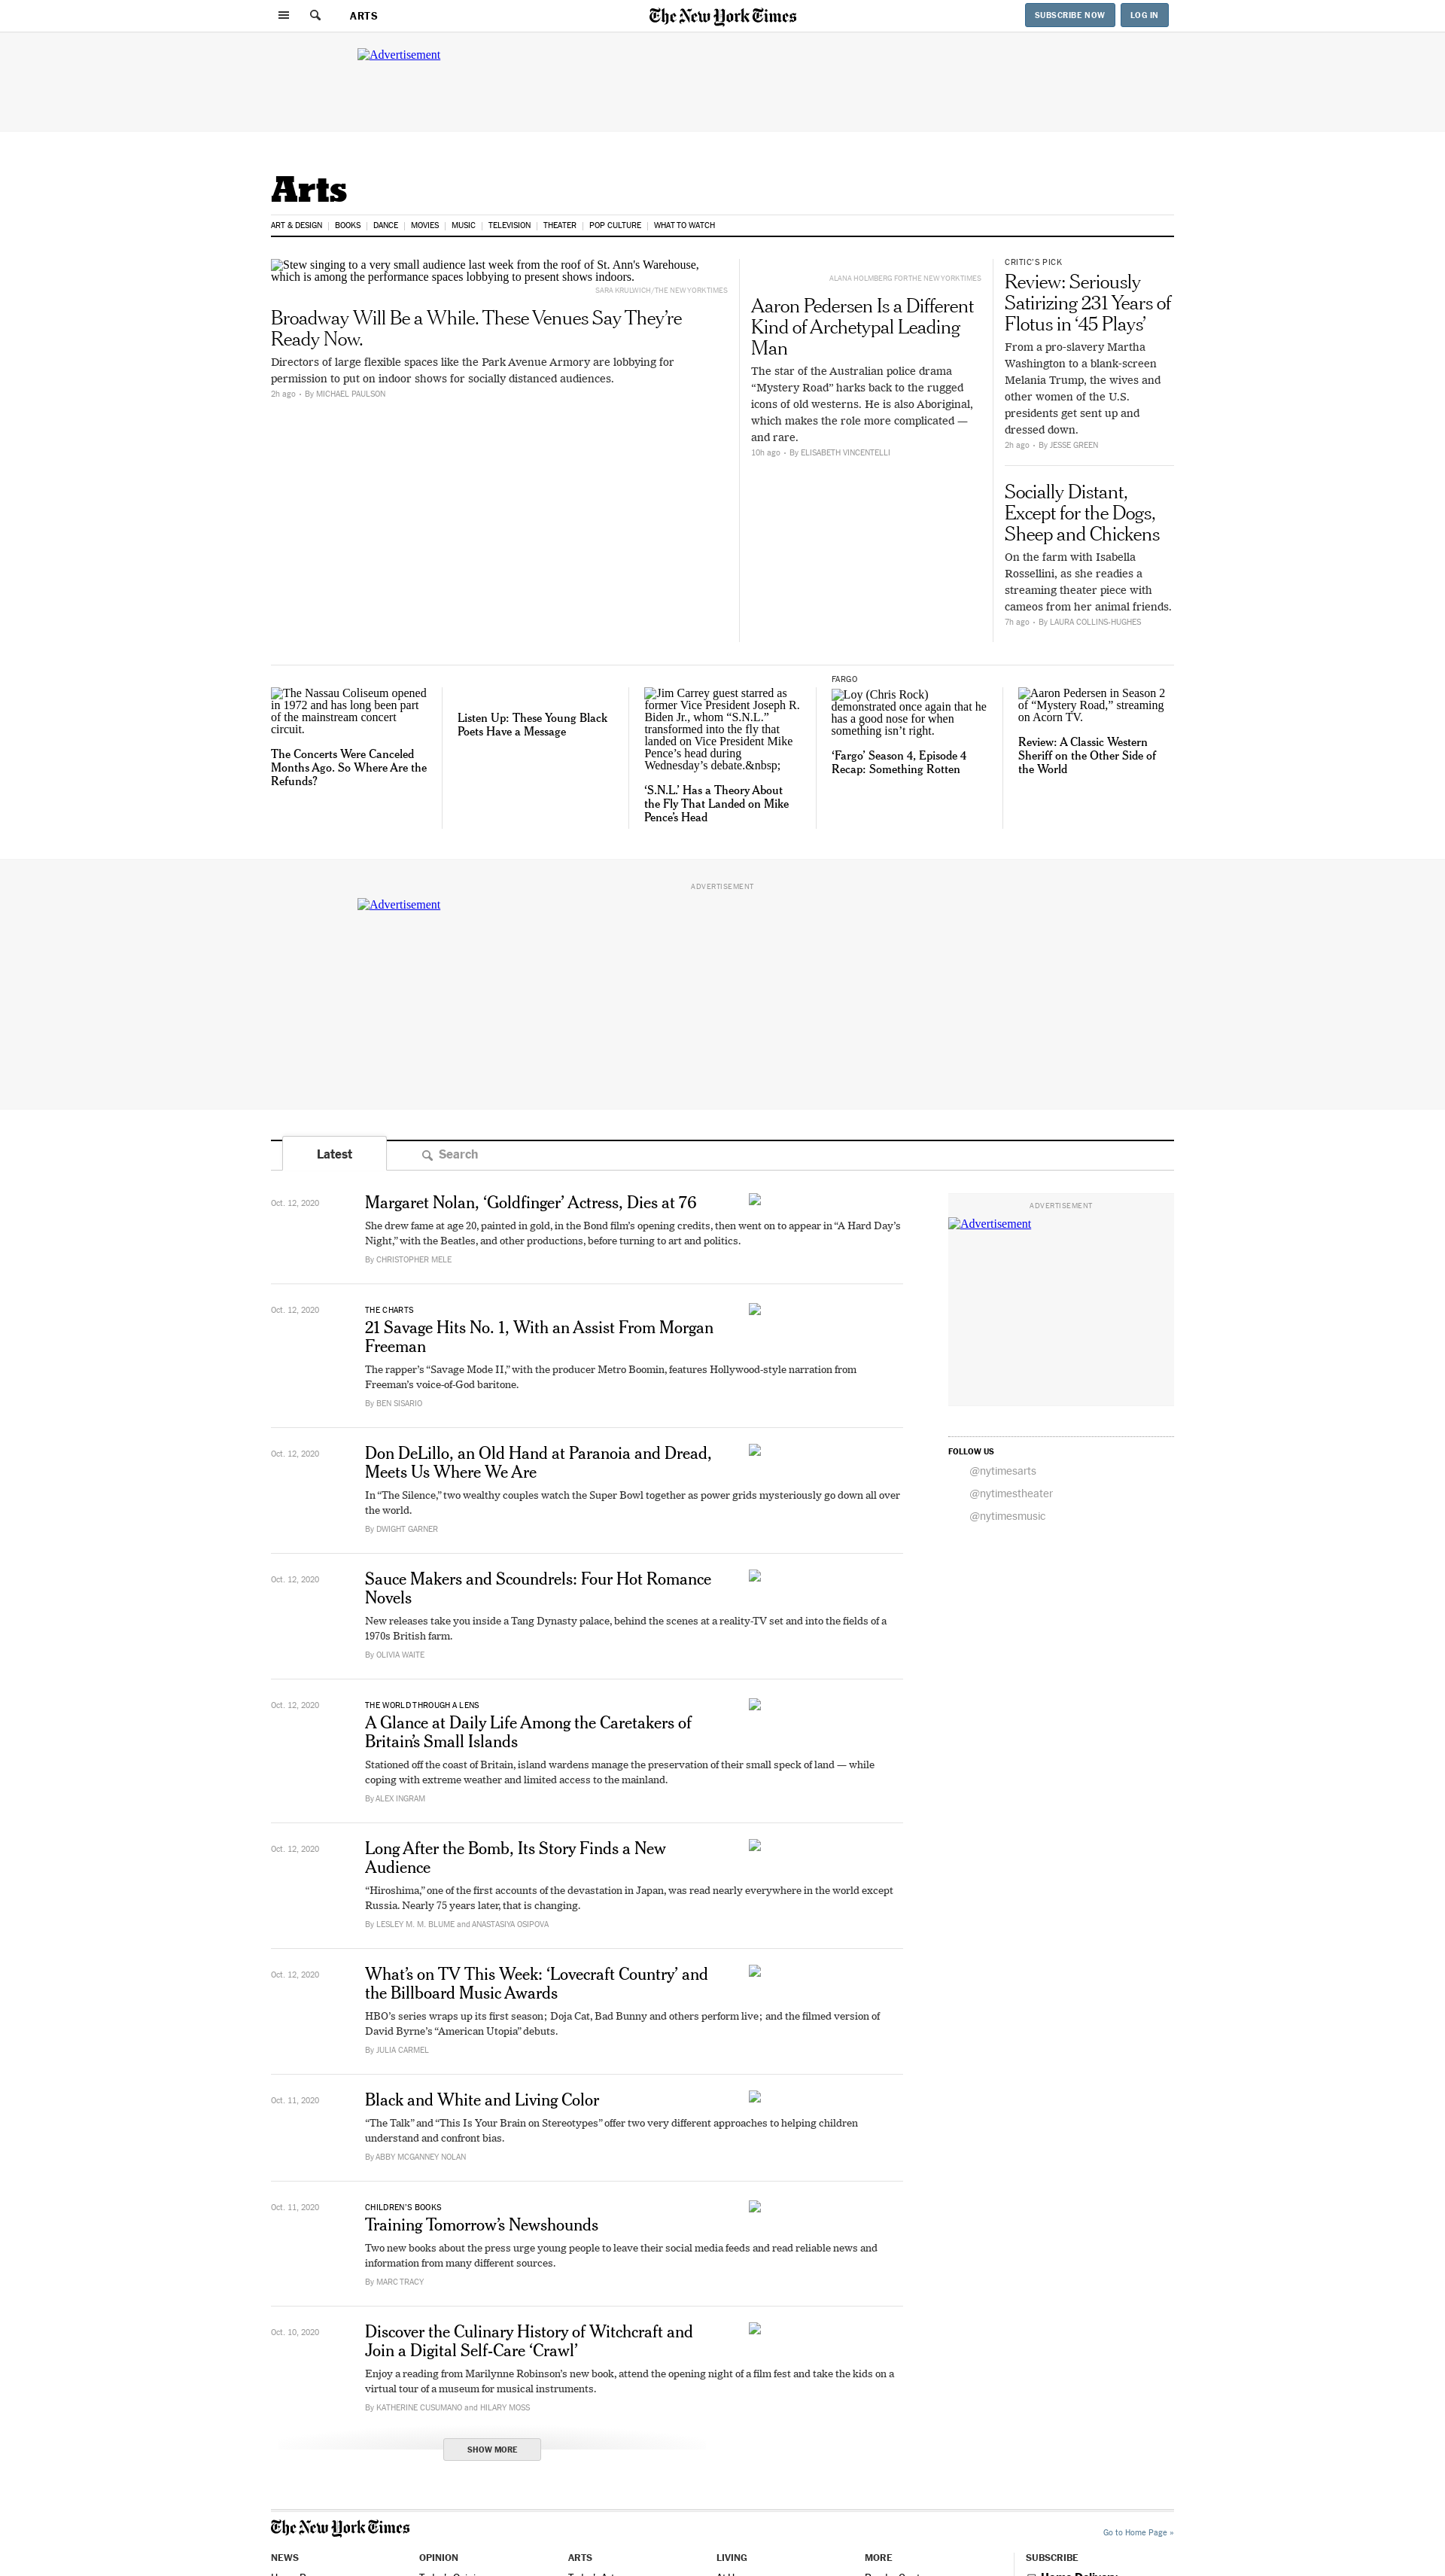 ARTS
The New York Times
SUBSCRIBE NOW
LOG IN
Advertisement
Arts
ART & DESIGN
BOOKS
DANCE
MOVIES
MUSIC
TELEVISION
THEATER
POP CULTURE
WHAT TO WATCH
Stew singing to a very small audience last week from the roof of St. Ann's Warehouse,
which is among the performance spaces lobbying to present shows indoors.
SARA KRULWICH/THE NEW YORK TIMES
Broadway Will Be a While. These Venues Say They’re
Ready Now.
Directors of large flexible spaces like the Park Avenue Armory are lobbying for
permission to put on indoor shows for socially distanced audiences.
2h ago • By MICHAEL PAULSON
ALANA HOLMBERG FOR THE NEW YORK TIMES
Aaron Pedersen Is a Different
Kind of Archetypal Leading
Man
The star of the Australian police drama
“Mystery Road” harks back to the rugged
icons of old westerns. He is also Aboriginal,
which makes the role more complicated —
and rare.
10h ago • By ELISABETH VINCENTELLI
CRITIC’S PICK
Review: Seriously
Satirizing 231 Years of
Flotus in ‘45 Plays’
From a pro-slavery Martha
Washington to a blank-screen
Melania Trump, the wives and
other women of the U.S.
presidents get sent up and
dressed down.
2h ago • By JESSE GREEN
Socially Distant,
Except for the Dogs,
Sheep and Chickens
On the farm with Isabella
Rossellini, as she readies a
streaming theater piece with
cameos from her animal friends.
7h ago • By LAURA COLLINS-HUGHES
The Nassau Coliseum opened
in 1972 and has long been part
of the mainstream concert
circuit.
The Concerts Were Canceled
Months Ago. So Where Are the
Refunds?
Listen Up: These Young Black
Poets Have a Message
Jim Carrey guest starred as
former Vice President Joseph R.
Biden Jr., whom “S.N.L.”
transformed into the fly that
landed on Vice President Mike
Pence’s head during
Wednesday’s debate.&nbsp;
‘S.N.L.’ Has a Theory About
the Fly That Landed on Mike
Pence’s Head
FARGO
Loy (Chris Rock)
demonstrated once again that he
has a good nose for when
something isn’t right.
‘Fargo’ Season 4, Episode 4
Recap: Something Rotten
Aaron Pedersen in Season 2
of “Mystery Road,” streaming
on Acorn TV.
Review: A Classic Western
Sheriff on the Other Side of
the World
ADVERTISEMENT
Advertisement
Latest
Search
Oct. 12, 2020
Margaret Nolan, ‘Goldfinger’ Actress, Dies at 76
She drew fame at age 20, painted in gold, in the Bond film’s opening credits, then went on to appear in “A Hard Day’s
Night,” with the Beatles, and other productions, before turning to art and politics.
By CHRISTOPHER MELE
Oct. 12, 2020
THE CHARTS
21 Savage Hits No. 1, With an Assist From Morgan
Freeman
The rapper’s “Savage Mode II,” with the producer Metro Boomin, features Hollywood-style narration from
Freeman’s voice-of-God baritone.
By BEN SISARIO
Oct. 12, 2020
Don DeLillo, an Old Hand at Paranoia and Dread,
Meets Us Where We Are
In “The Silence,” two wealthy couples watch the Super Bowl together as power grids mysteriously go down all over
the world.
By DWIGHT GARNER
Oct. 12, 2020
Sauce Makers and Scoundrels: Four Hot Romance
Novels
New releases take you inside a Tang Dynasty palace, behind the scenes at a reality-TV set and into the fields of a
1970s British farm.
By OLIVIA WAITE
Oct. 12, 2020
THE WORLD THROUGH A LENS
A Glance at Daily Life Among the Caretakers of
Britain’s Small Islands
Stationed off the coast of Britain, island wardens manage the preservation of their small speck of land — while
coping with extreme weather and limited access to the mainland.
By ALEX INGRAM
Oct. 12, 2020
Long After the Bomb, Its Story Finds a New
Audience
“Hiroshima,” one of the first accounts of the devastation in Japan, was read nearly everywhere in the world except
Russia. Nearly 75 years later, that is changing.
By LESLEY M. M. BLUME and ANASTASIYA OSIPOVA
Oct. 12, 2020
What’s on TV This Week: ‘Lovecraft Country’ and
the Billboard Music Awards
HBO’s series wraps up its first season; Doja Cat, Bad Bunny and others perform live; and the filmed version of
David Byrne’s “American Utopia” debuts.
By JULIA CARMEL
Oct. 11, 2020
Black and White and Living Color
“The Talk” and “This Is Your Brain on Stereotypes” offer two very different approaches to helping children
understand and confront bias.
By ABBY MCGANNEY NOLAN
Oct. 11, 2020
CHILDREN’S BOOKS
Training Tomorrow’s Newshounds
Two new books about the press urge young people to leave their social media feeds and read reliable news and
information from many different sources.
By MARC TRACY
Oct. 10, 2020
Discover the Culinary History of Witchcraft and
Join a Digital Self-Care ‘Crawl’
Enjoy a reading from Marilynne Robinson’s new book, attend the opening night of a film fest and take the kids on a
virtual tour of a museum for musical instruments.
By KATHERINE CUSUMANO and HILARY MOSS
SHOW MORE
ADVERTISEMENT
Advertisement
FOLLOW US
@nytimesarts
@nytimestheater
@nytimesmusic
The New York Times
Go to Home Page »
NEWS
OPINION
ARTS
LIVING
MORE
SUBSCRIBE